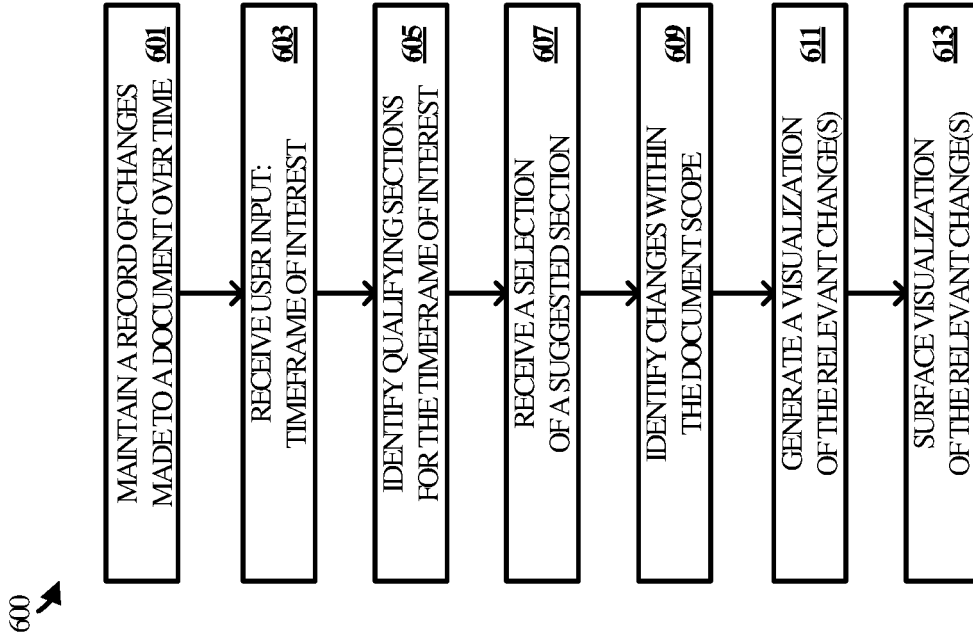 600
MAINTAIN A RECORD OF CHANGES
MADE TO A DOCUMENT OVER TIME
601
RECEIVE USER INPUT:
TIMEFRAME OF INTEREST
603
IDENTIFY QUALIFYING SECTIONS
FOR THE TIMEFRAME OF INTEREST
605
RECEIVE A SELECTION
OF A SUGGESTED SECTION
607
IDENTIFY CHANGES WITHIN
THE DOCUMENT SCOPE
609
GENERATE A VISUALIZATION
OF THE RELEVANT CHANGE(S)
611
SURFACE VISUALIZATION
OF THE RELEVANT CHANGE(S)
613